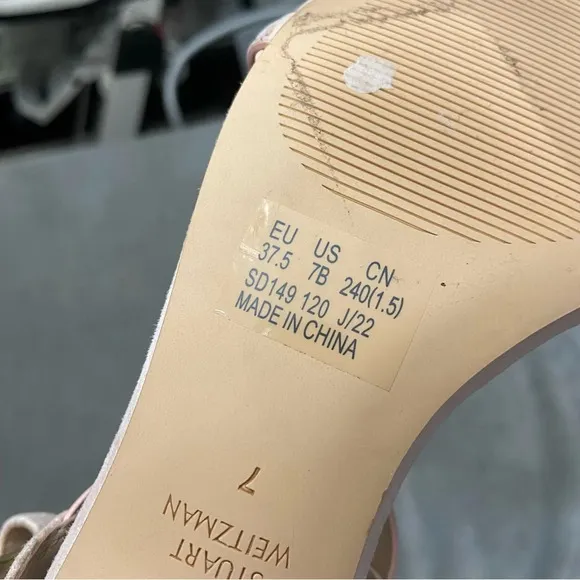 EU US CN
37.5 7B 240(1.5)
SD149 120 J/22
MADE IN CHINA
7
STUART
WEITZMAN